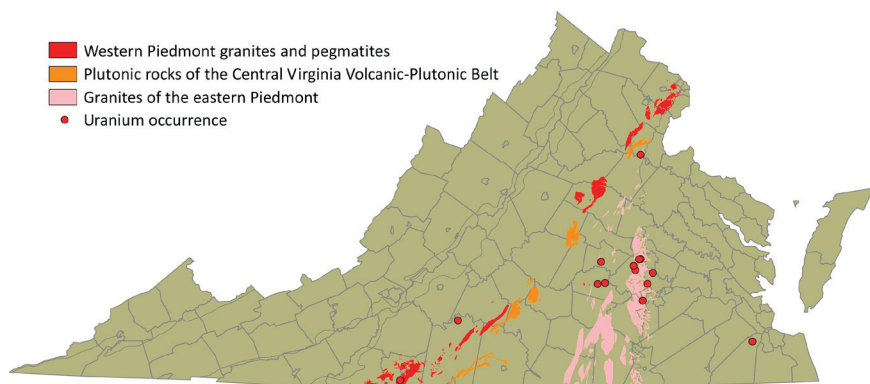 Western Piedmont granites and pegmatites
Plutonic rocks of the Central Virginia Volcanic-Plutonic Belt
Granites of the eastern Piedmont
Uranium occurrence